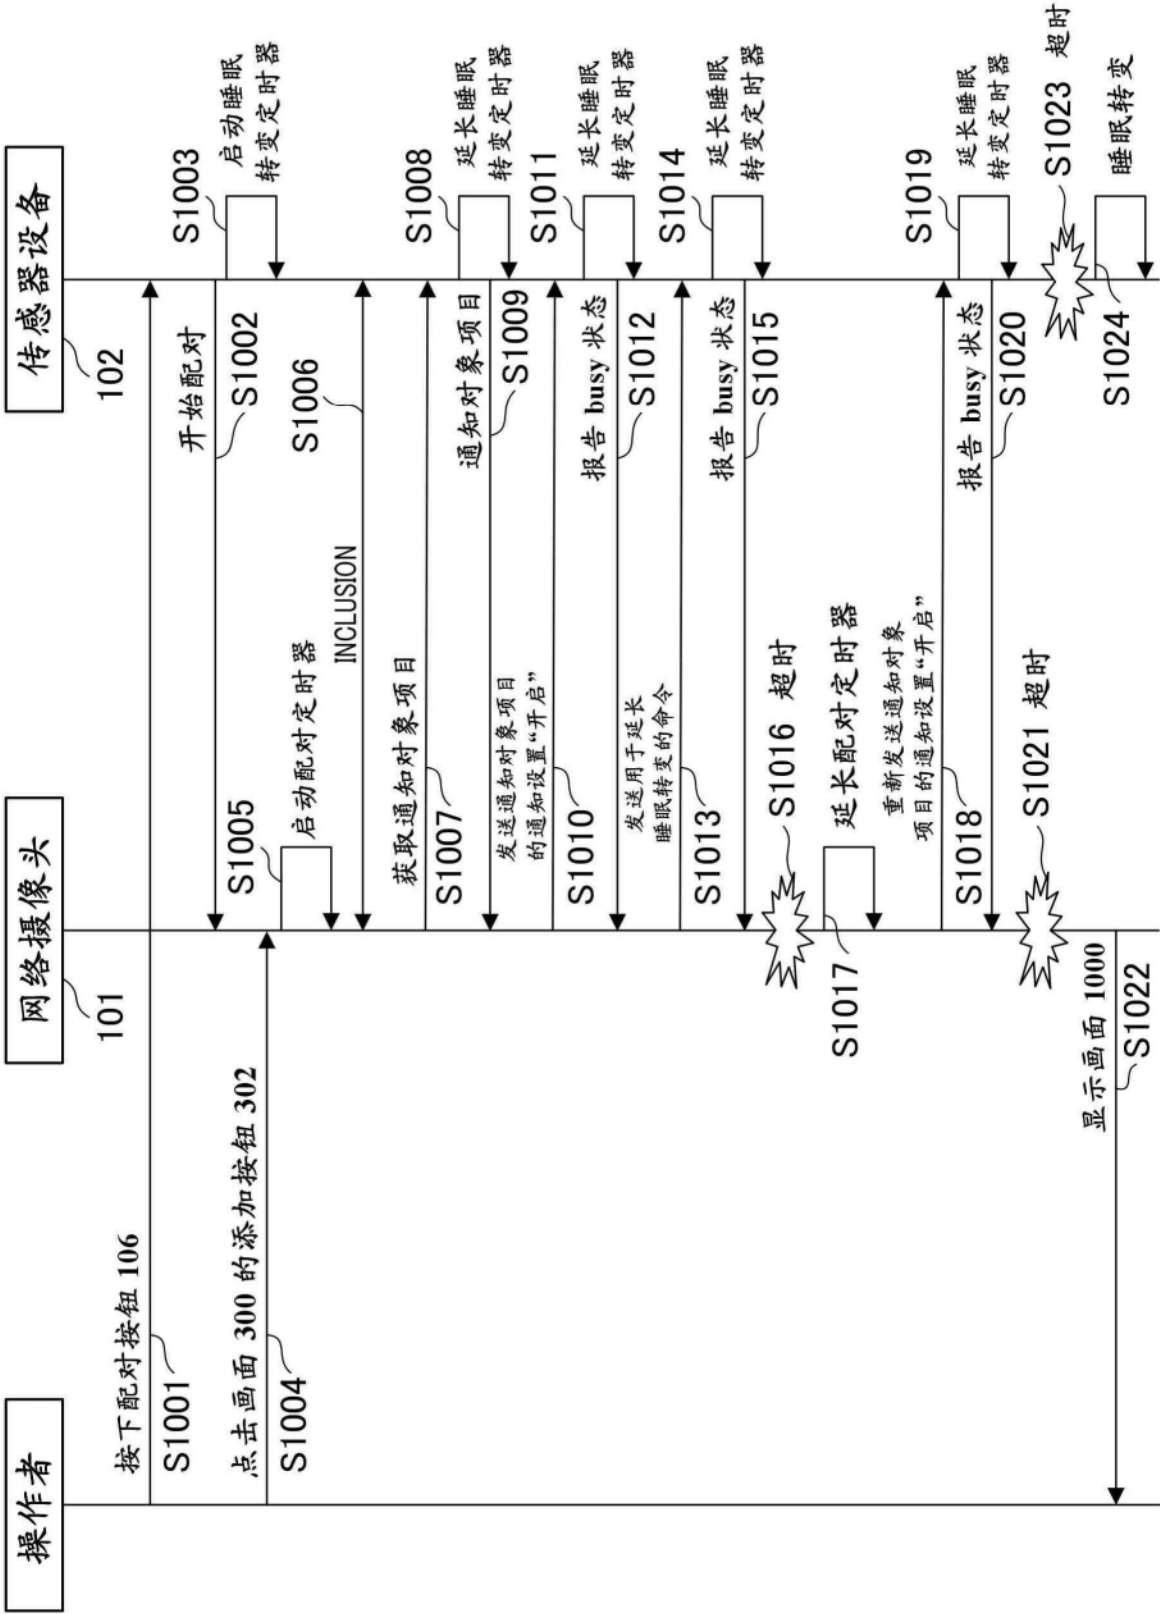 操作者
网络摄像头
101
传感器设备
102
按下配对按钮 106
S1001
开始配对
S1002
S1003
启动睡眠
转变定时器
点击画面 300 的添加按钮 302
S1004
S1005
启动配对定时器
INCLUSION
S1006
获取通知对象项目
S1007
S1008
延长睡眠
转变定时器
通知对象项目
S1009
发送通知对象项目
的通知设置“开启”
S1010
S1011
延长睡眠
转变定时器
报告 busy 状态
S1012
发送用于延长
睡眠转变的命令
S1013
S1014
延长睡眠
转变定时器
报告 busy 状态
S1015
S1016 超时
S1017
延长配对定时器
重新发送通知对象
项目的通知设置“开启”
S1018
S1019
延长睡眠
转变定时器
报告 busy 状态
S1020
S1021 超时
显示画面 1000
S1022
S1023 超时
S1024
睡眠转变